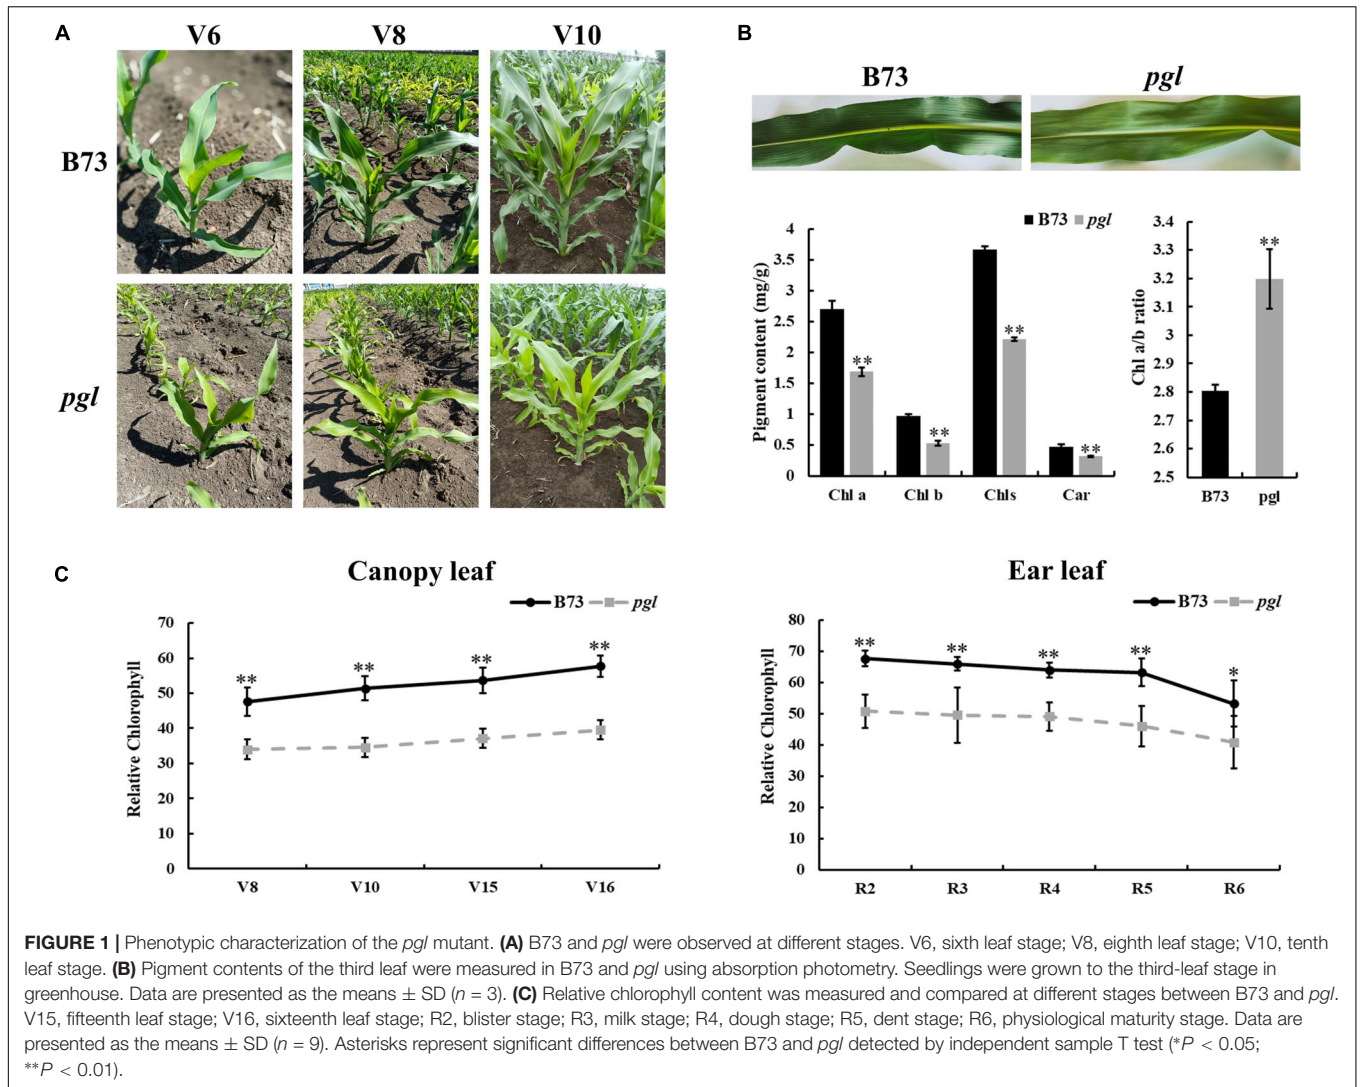 A
V6
V8
V10
B73
pgl
B
B73
pgl
B73 pgl
4
3.5
3
2.5
2
1.5
1
0.5
0
Pigment content (mg/g)
**
**
**
**
Chl a Chl b Chls Car
3.4
3.3
3.2
3.1
3
2.9
2.8
2.7
2.6
2.5
Chl a/b ratio
**
B73 pgl
C
Canopy leaf
B73 pgl
70
60
50
40
30
20
10
0
Relative Chlorophyll
** ** ** **
V8 V10 V15 V16
Ear leaf
B73 pgl
80
70
60
50
40
30
20
10
0
Relative Chlorophyll
** ** ** ** *
R2 R3 R4 R5 R6
FIGURE 1 | Phenotypic characterization of the pgl mutant. (A) B73 and pgl were observed at different stages. V6, sixth leaf stage; V8, eighth leaf stage; V10, tenth
leaf stage. (B) Pigment contents of the third leaf were measured in B73 and pgl using absorption photometry. Seedlings were grown to the third-leaf stage in
greenhouse. Data are presented as the means ± SD (n = 3). (C) Relative chlorophyll content was measured and compared at different stages between B73 and pgl.
V15, fifteenth leaf stage; V16, sixteenth leaf stage; R2, blister stage; R3, milk stage; R4, dough stage; R5, dent stage; R6, physiological maturity stage. Data are
presented as the means ± SD (n = 9). Asterisks represent significant differences between B73 and pgl detected by independent sample T test (*P < 0.05;
**P < 0.01).